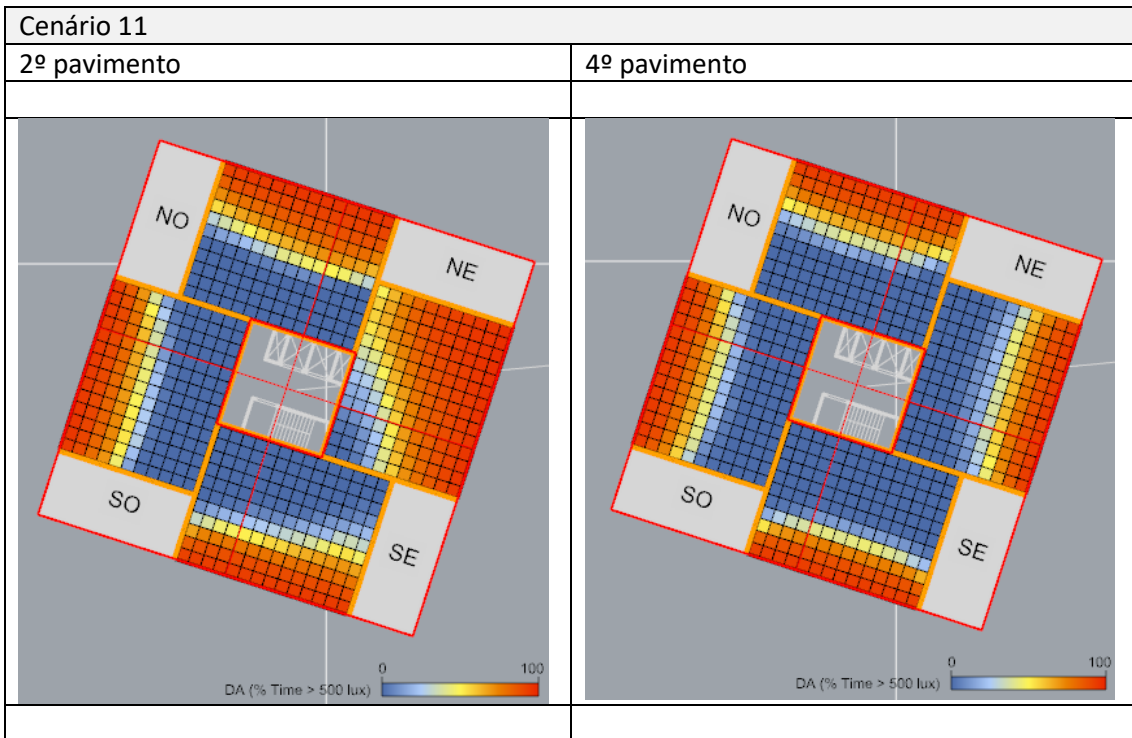 Cenário 11
2º pavimento
4º pavimento
NO
NE
SO
SE
0
100
DA (% Time > 500 lux)
NO
NE
SO
SE
0
100
DA (% Time > 500 lux)